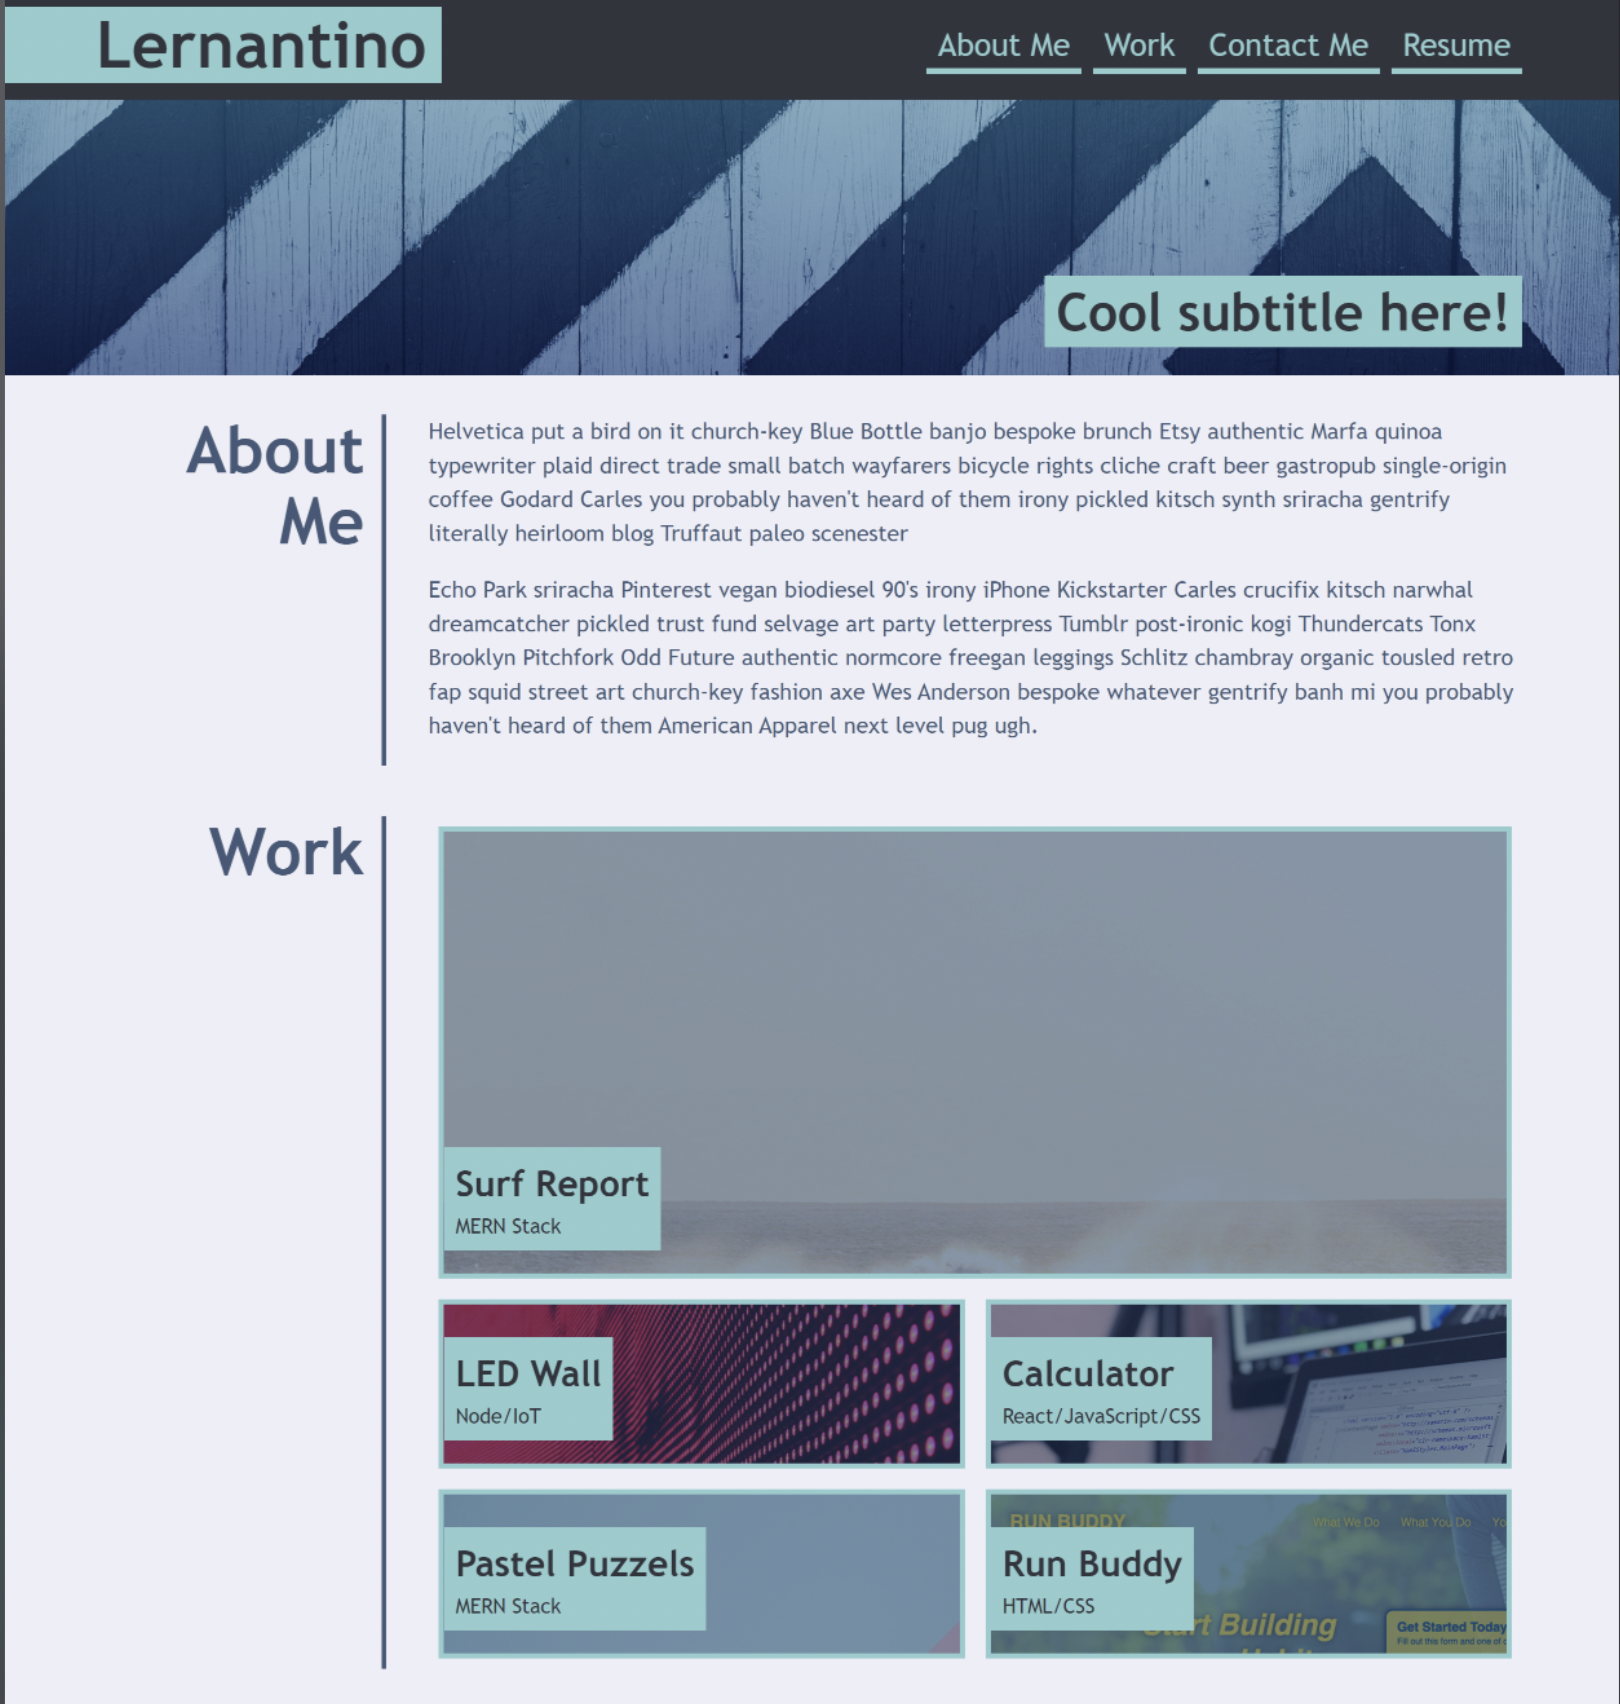 Lernantino
About Me Work Contact Me Resume
Cool subtitle here!
About
Me
Helvetica put a bird on it church-key Blue Bottle banjo bespoke brunch Etsy authentic Marfa quinoa
typewriter plaid direct trade small batch wayfarers bicycle rights cliche craft beer gastropub single-origin
coffee Godard Carles you probably haven't heard of them irony pickled kitsch synth sriracha gentrify
literally heirloom blog Truffaut paleo scenester
Echo Park sriracha Pinterest vegan biodiesel 90's irony iPhone Kickstarter Carles crucifix kitsch narwhal
dreamcatcher pickled trust fund selvage art party letterpress Tumblr post-ironic kogi Thundercats Tonx
Brooklyn Pitchfork Odd Future authentic normcore freegan leggings Schlitz chambray organic tousled retro
fap squid street art church-key fashion axe Wes Anderson bespoke whatever gentrify banh mi you probably
haven't heard of them American Apparel next level pug ugh.
Work
Surf Report
MERN Stack
LED Wall
Node/IoT
Calculator
React/JavaScript/CSS
Pastel Puzzels
MERN Stack
RUN BUDDY
What We Do What You Do Yo
Run Buddy
HTML/CSS
Building
Get Started Today
Fill out this form and one of